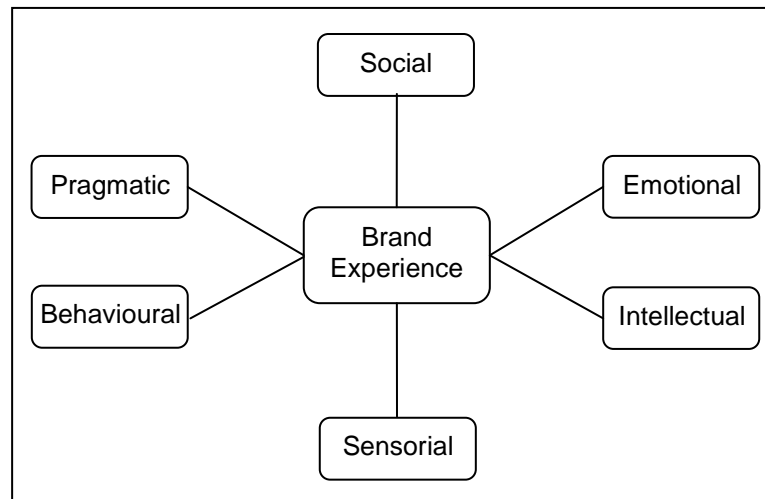 Social
Pragmatic
Emotional
Brand
Experience
Behavioural
Intellectual
Sensorial